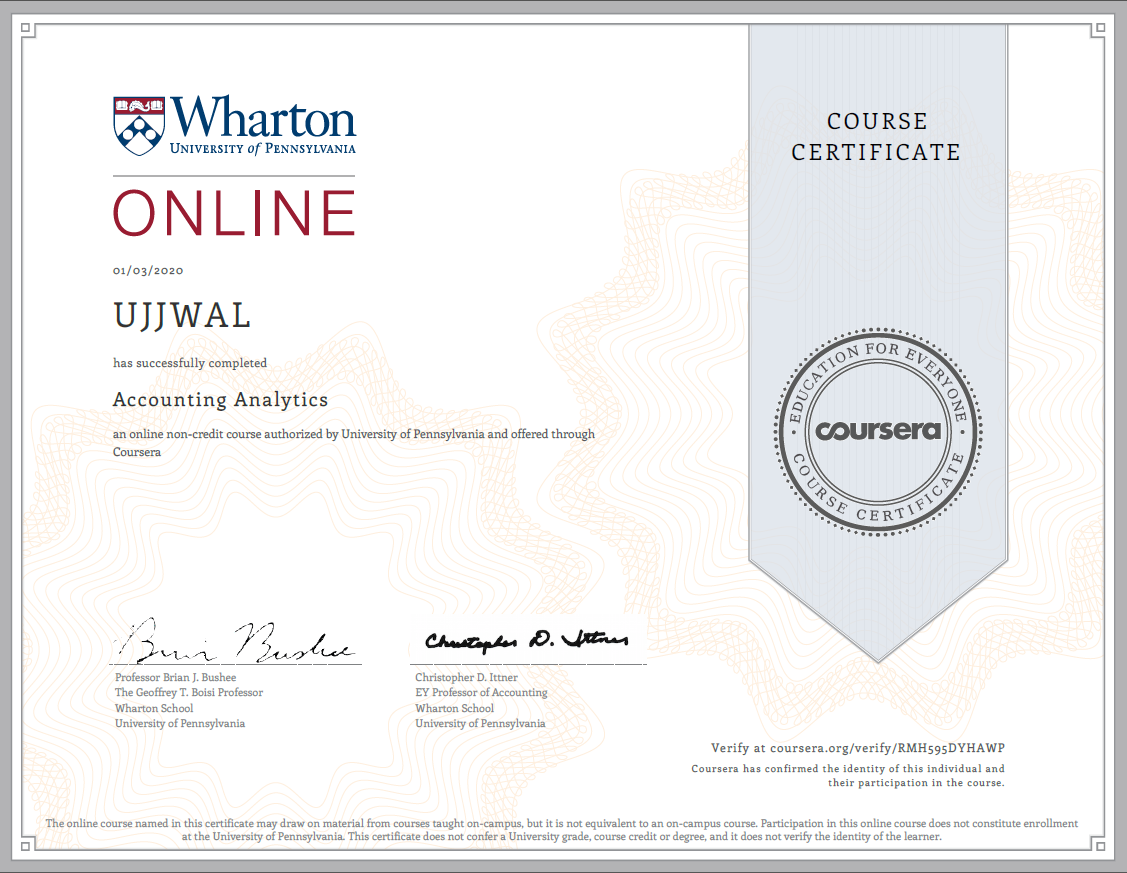 Wharton
UNIVERSITY of PENNSYLVANIA
ONLINE
01/03/2020
UJJWAL
has successfully completed
Accounting Analytics
an online non-credit course authorized by University of Pennsylvania and offered through
Coursera
COURSE
CERTIFICATE
EDUCATION FOR EVERYONE
coursera
COURSE CERTIFICATE
Brian Bushee
Christopher D. Ittner
Professor Brian J. Bushee
The Geoffrey T. Boisi Professor
Wharton School
University of Pennsylvania
Christopher D. Ittner
EY Professor of Accounting
Wharton School
University of Pennsylvania
Verify at coursera.org/verify/RMH595DYHAWP
Coursera has confirmed the identity of this individual and
their participation in the course.
The online course named in this certificate may draw on material from courses taught on-campus, but it is not equivalent to an on-campus course. Participation in this online course does not constitute enrollment
at the University of Pennsylvania. This certificate does not confer a University grade, course credit or degree, and it does not verify the identity of the learner.